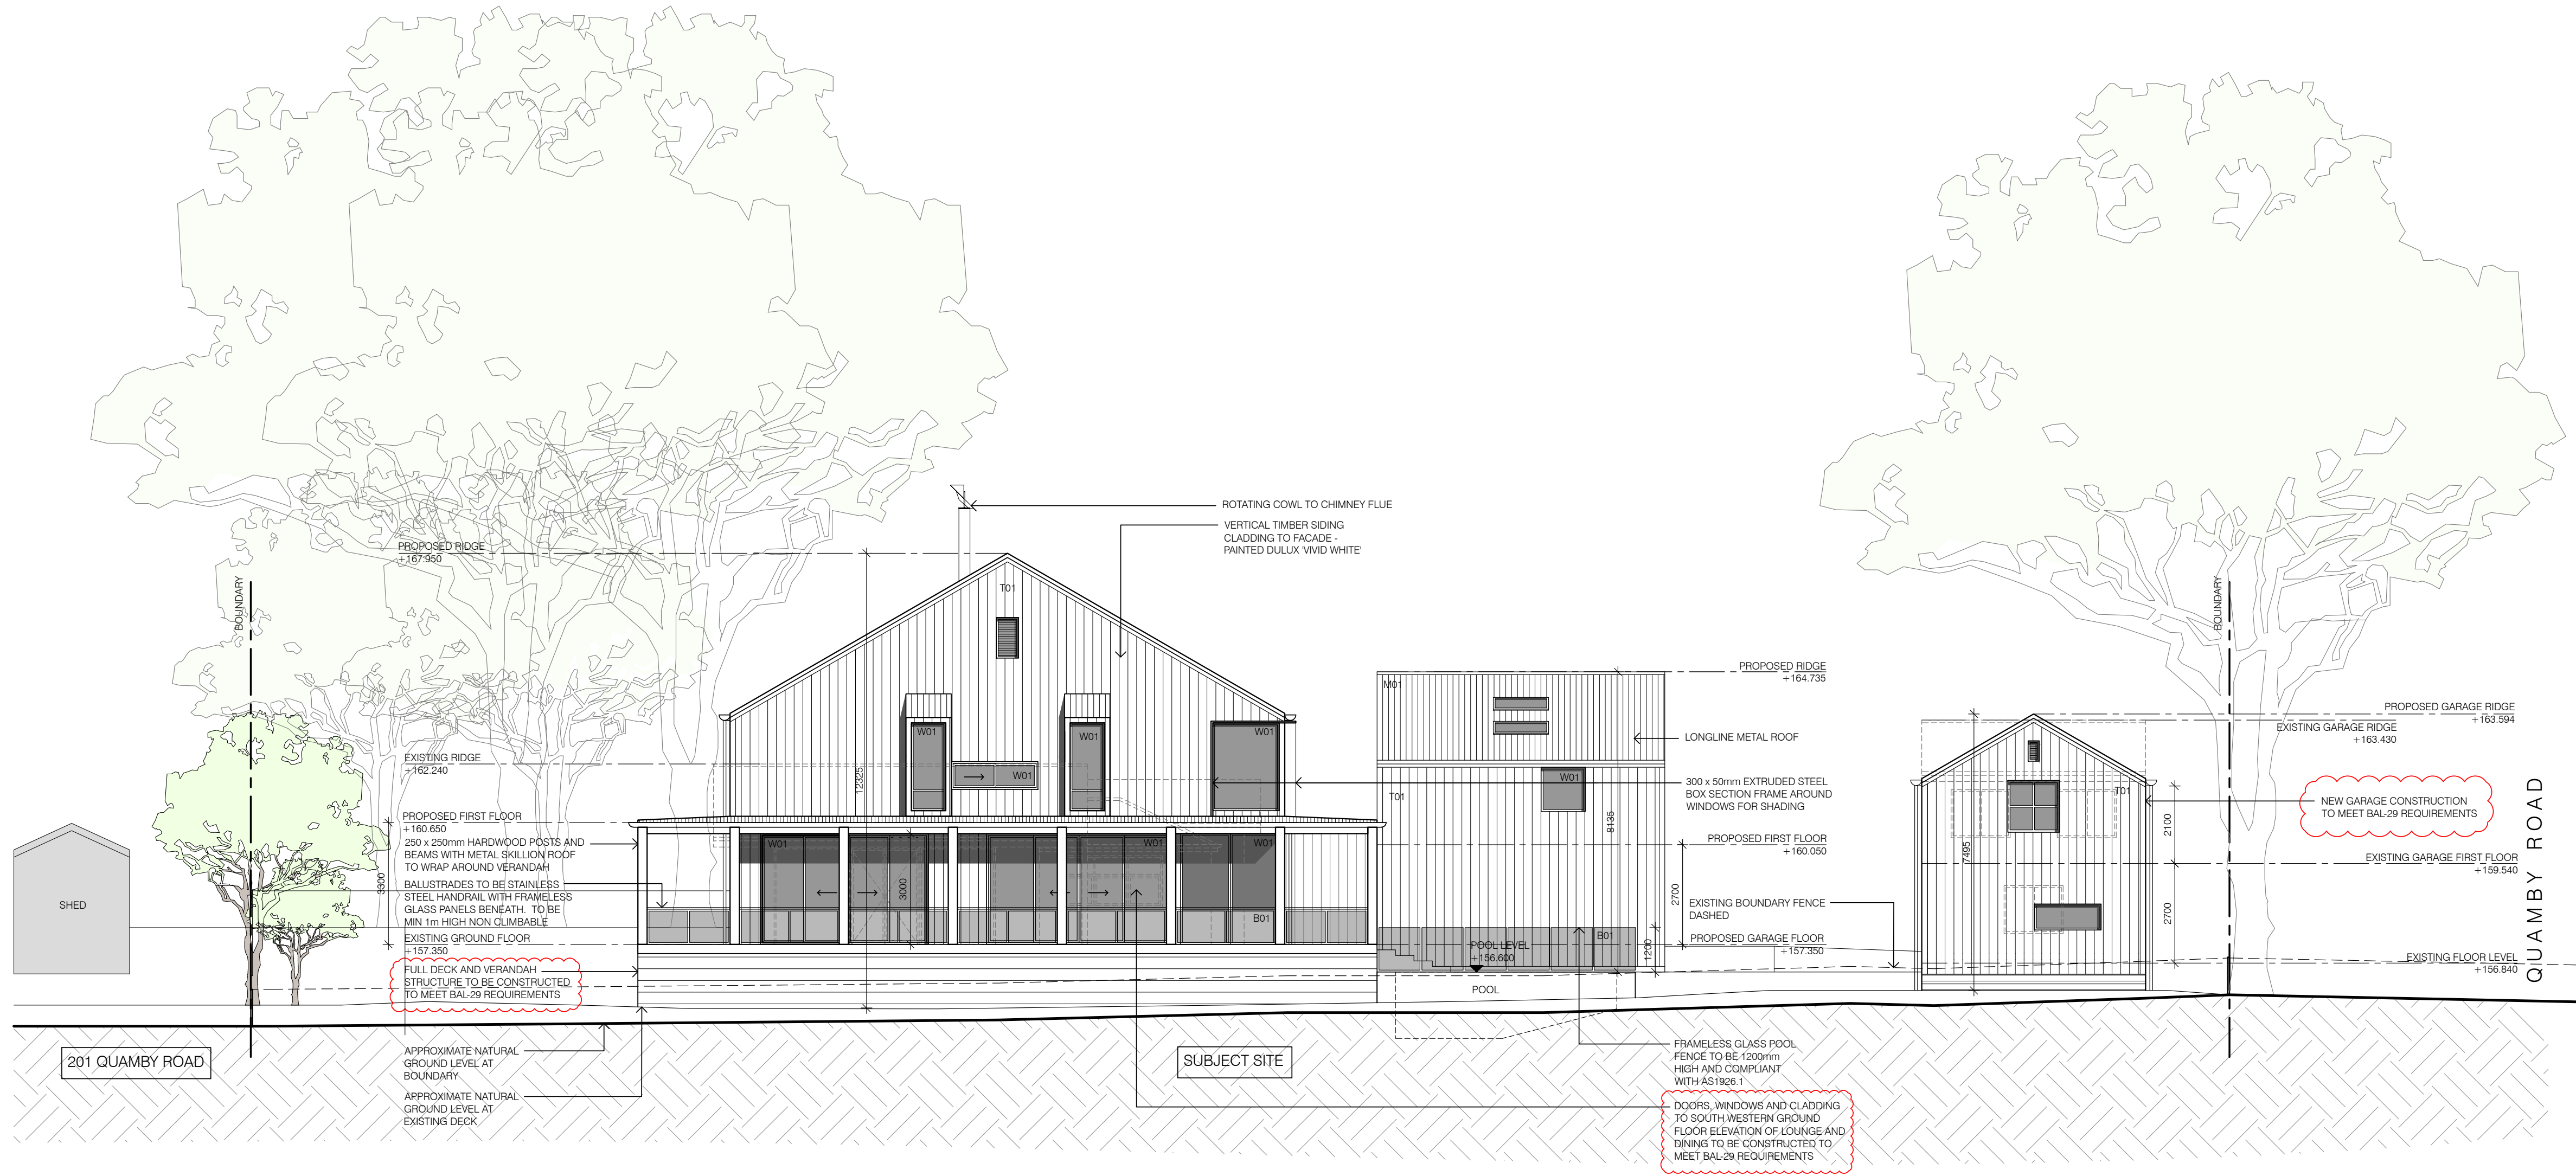 ROTATING COWL TO CHIMNEY FLUE
VERTICAL TIMBER SIDING
CLADDING TO FACADE -
PAINTED DULUX 'VIVID WHITE'
PROPOSED RIDGE
+167.950
BOUNDARY
T01
EXISTING RIDGE
+162.240
12325
W01
W01
W01
W01
PROPOSED FIRST FLOOR
+160.650
250 x 250mm HARDWOOD POSTS AND
BEAMS WITH METAL SKILLION ROOF
TO WRAP AROUND VERANDAH
BALUSTRADES TO BE STAINLESS
STEEL HANDRAIL WITH FRAMELESS
GLASS PANELS BENEATH. TO BE
MIN 1m HIGH NON CLIMBABLE
3300
EXISTING GROUND FLOOR
+157.350
FULL DECK AND VERANDAH
STRUCTURE TO BE CONSTRUCTED
TO MEET BAL-29 REQUIREMENTS
SHED
W01
W01
W01
3000
B01
PROPOSED RIDGE
+164.735
M01
LONGLINE METAL ROOF
W01
T01
300 x 50mm EXTRUDED STEEL
BOX SECTION FRAME AROUND
WINDOWS FOR SHADING
8135
PROPOSED FIRST FLOOR
+160.050
2700
EXISTING BOUNDARY FENCE
DASHED
B01
1200
PROPOSED GARAGE FLOOR
+157.350
POOL LEVEL
+156.600
POOL
BOUNDARY
PROPOSED GARAGE RIDGE
+163.594
EXISTING GARAGE RIDGE
+163.430
T01
NEW GARAGE CONSTRUCTION
TO MEET BAL-29 REQUIREMENTS
2100
7495
EXISTING GARAGE FIRST FLOOR
+159.540
2700
EXISTING FLOOR LEVEL
+156.840
QUAMBY ROAD
201 QUAMBY ROAD
APPROXIMATE NATURAL
GROUND LEVEL AT
BOUNDARY
APPROXIMATE NATURAL
GROUND LEVEL AT
EXISTING DECK
SUBJECT SITE
FRAMELESS GLASS POOL
FENCE TO BE 1200mm
HIGH AND COMPLIANT
WITH AS1926.1
DOORS, WINDOWS AND CLADDING
TO SOUTH WESTERN GROUND
FLOOR ELEVATION OF LOUNGE AND
DINING TO BE CONSTRUCTED TO
MEET BAL-29 REQUIREMENTS